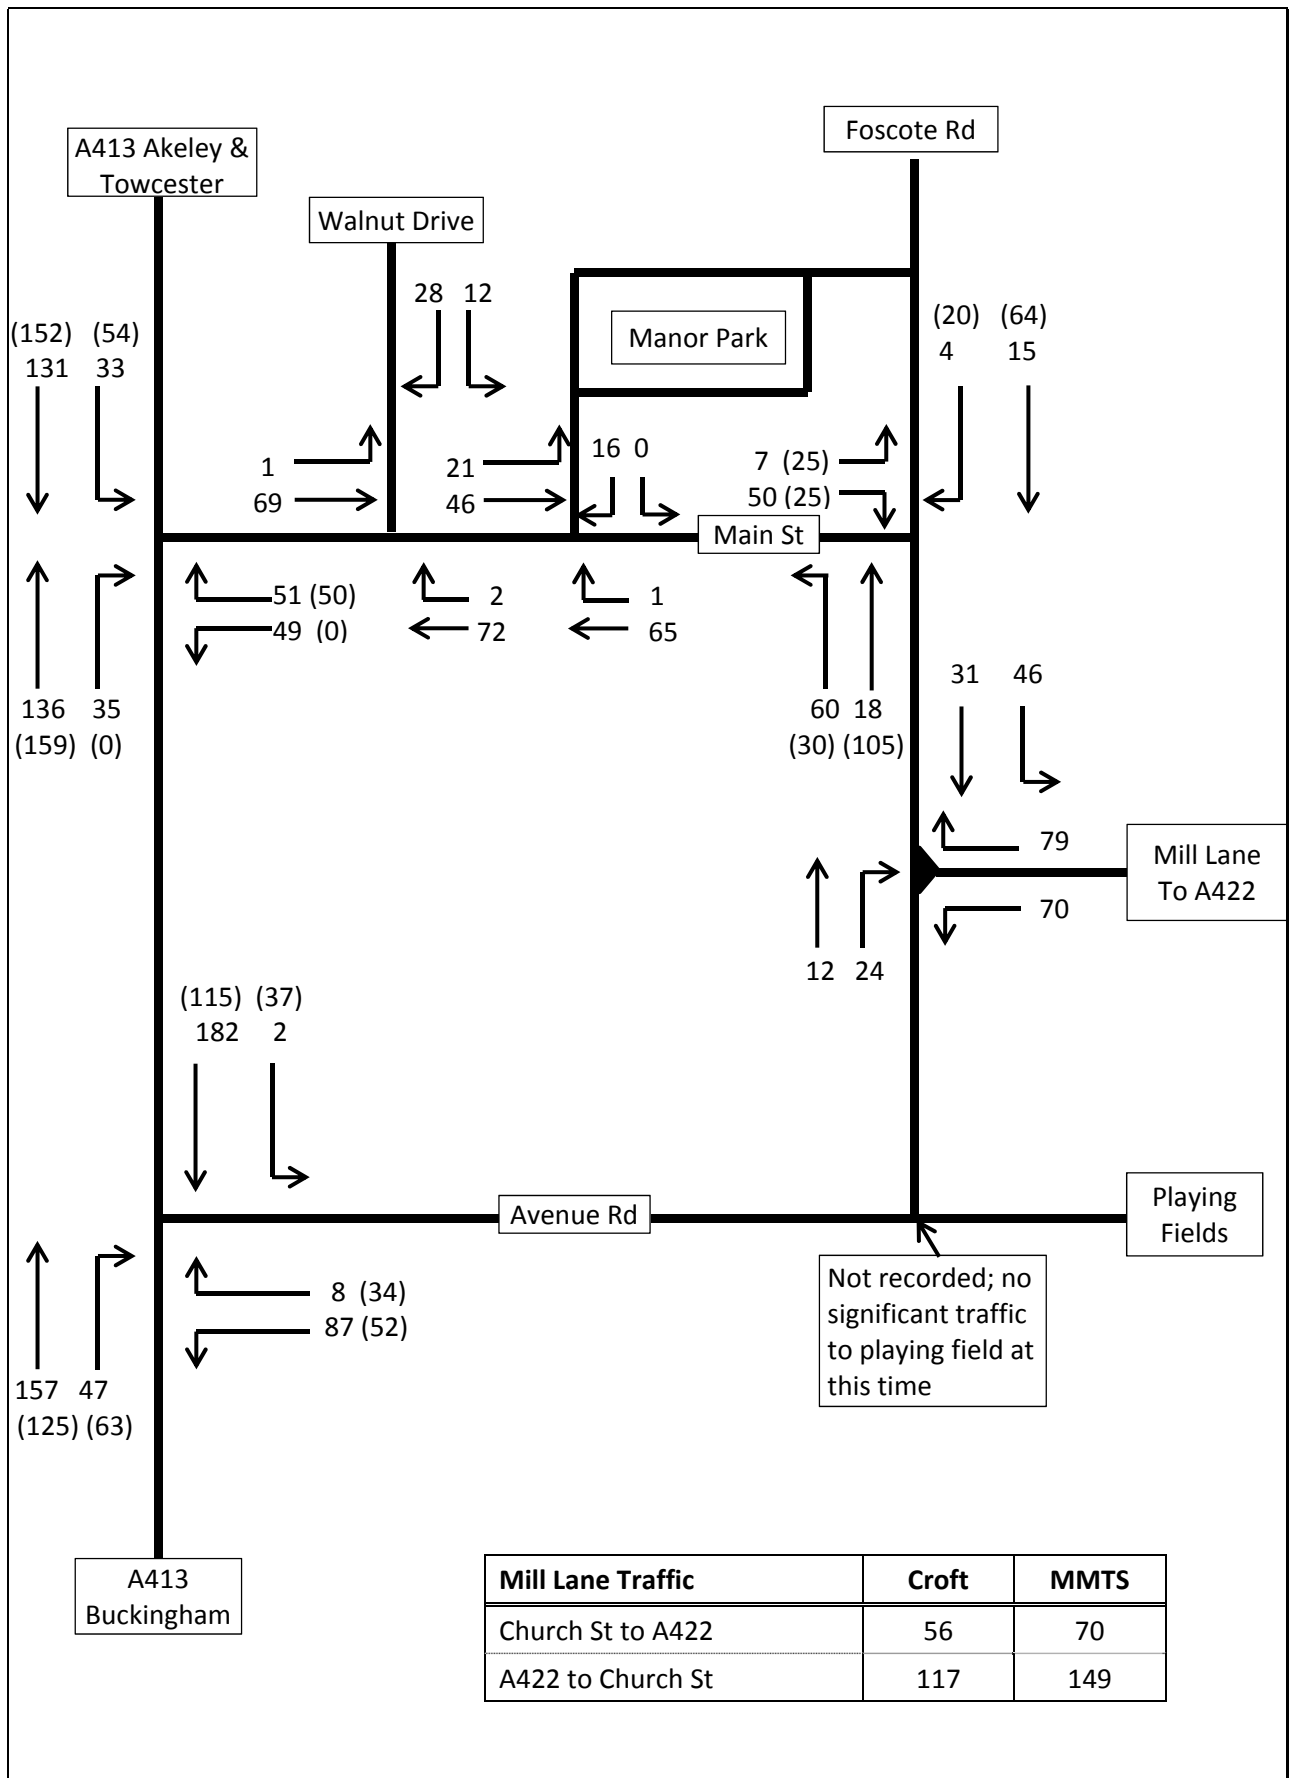 Foscote Rd
A413 Akeley &
Towcester
Walnut Drive
28 12
Manor Park
(152) (54)
131 33
(20) (64)
4 15
1
69
21
46
16 0
7 (25)
50 (25)
Main St
51 (50)
49 (0)
2
72
1
65
136 35
(159) (0)
60 18
(30) (105)
31 46
79
Mill Lane
To A422
70
12 24
(115) (37)
182 2
Avenue Rd
Playing
Fields
8 (34)
87 (52)
Not recorded; no
significant traffic
to playing field at
this time
157 47
(125) (63)
A413
Buckingham
Mill Lane Traffic Croft MMTS
Church St to A422 56 70
A422 to Church St 117 149